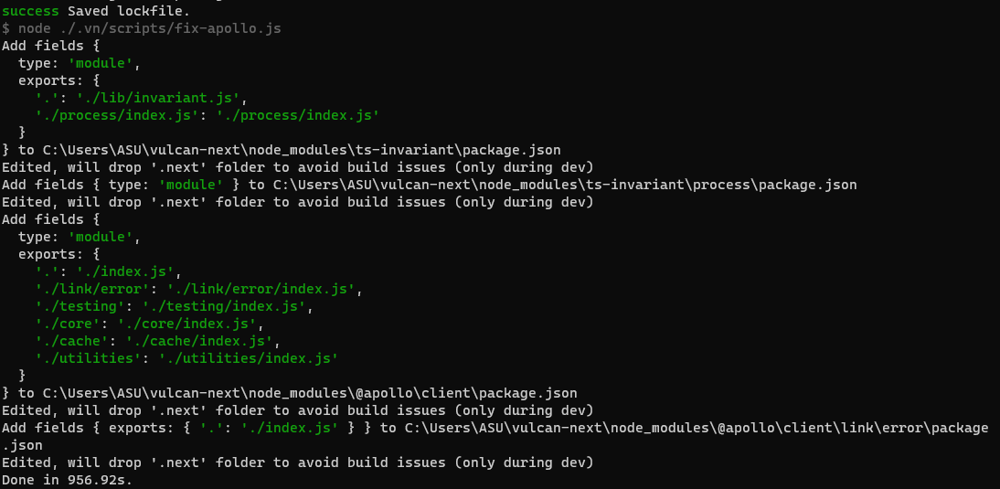 success Saved lockfile.
$ node ./.vn/scripts/fix-apollo.js
Add fields {
  type: 'module',
  exports: {
    '.': './lib/invariant.js',
    './process/index.js': './process/index.js'
  }
} to C:\Users\ASU\vulcan-next\node_modules\ts-invariant\package.json
Edited, will drop '.next' folder to avoid build issues (only during dev)
Add fields { type: 'module' } to C:\Users\ASU\vulcan-next\node_modules\ts-invariant\process\package.json
Edited, will drop '.next' folder to avoid build issues (only during dev)
Add fields {
  type: 'module',
  exports: {
    '.': './index.js',
    './link/error': './link/error/index.js',
    './testing': './testing/index.js',
    './core': './core/index.js',
    './cache': './cache/index.js',
    './utilities': './utilities/index.js'
  }
} to C:\Users\ASU\vulcan-next\node_modules\@apollo\client\package.json
Edited, will drop '.next' folder to avoid build issues (only during dev)
Add fields { exports: { '.': './index.js' } } to C:\Users\ASU\vulcan-next\node_modules\@apollo\client\link\error\package
.json
Edited, will drop '.next' folder to avoid build issues (only during dev)
Done in 956.92s.